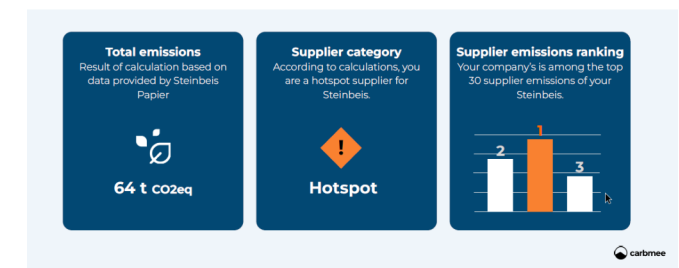 Total emissions
Result of calculation based on
data provided by Steinbeis
Papier
64 t CO2eq
Supplier category
According to calculations, you
are a hotspot supplier for
Steinbeis.
!
Hotspot
Supplier emissions ranking
Your company's is among the top
30 supplier emissions of your
Steinbeis.
1
2
3
carbmee